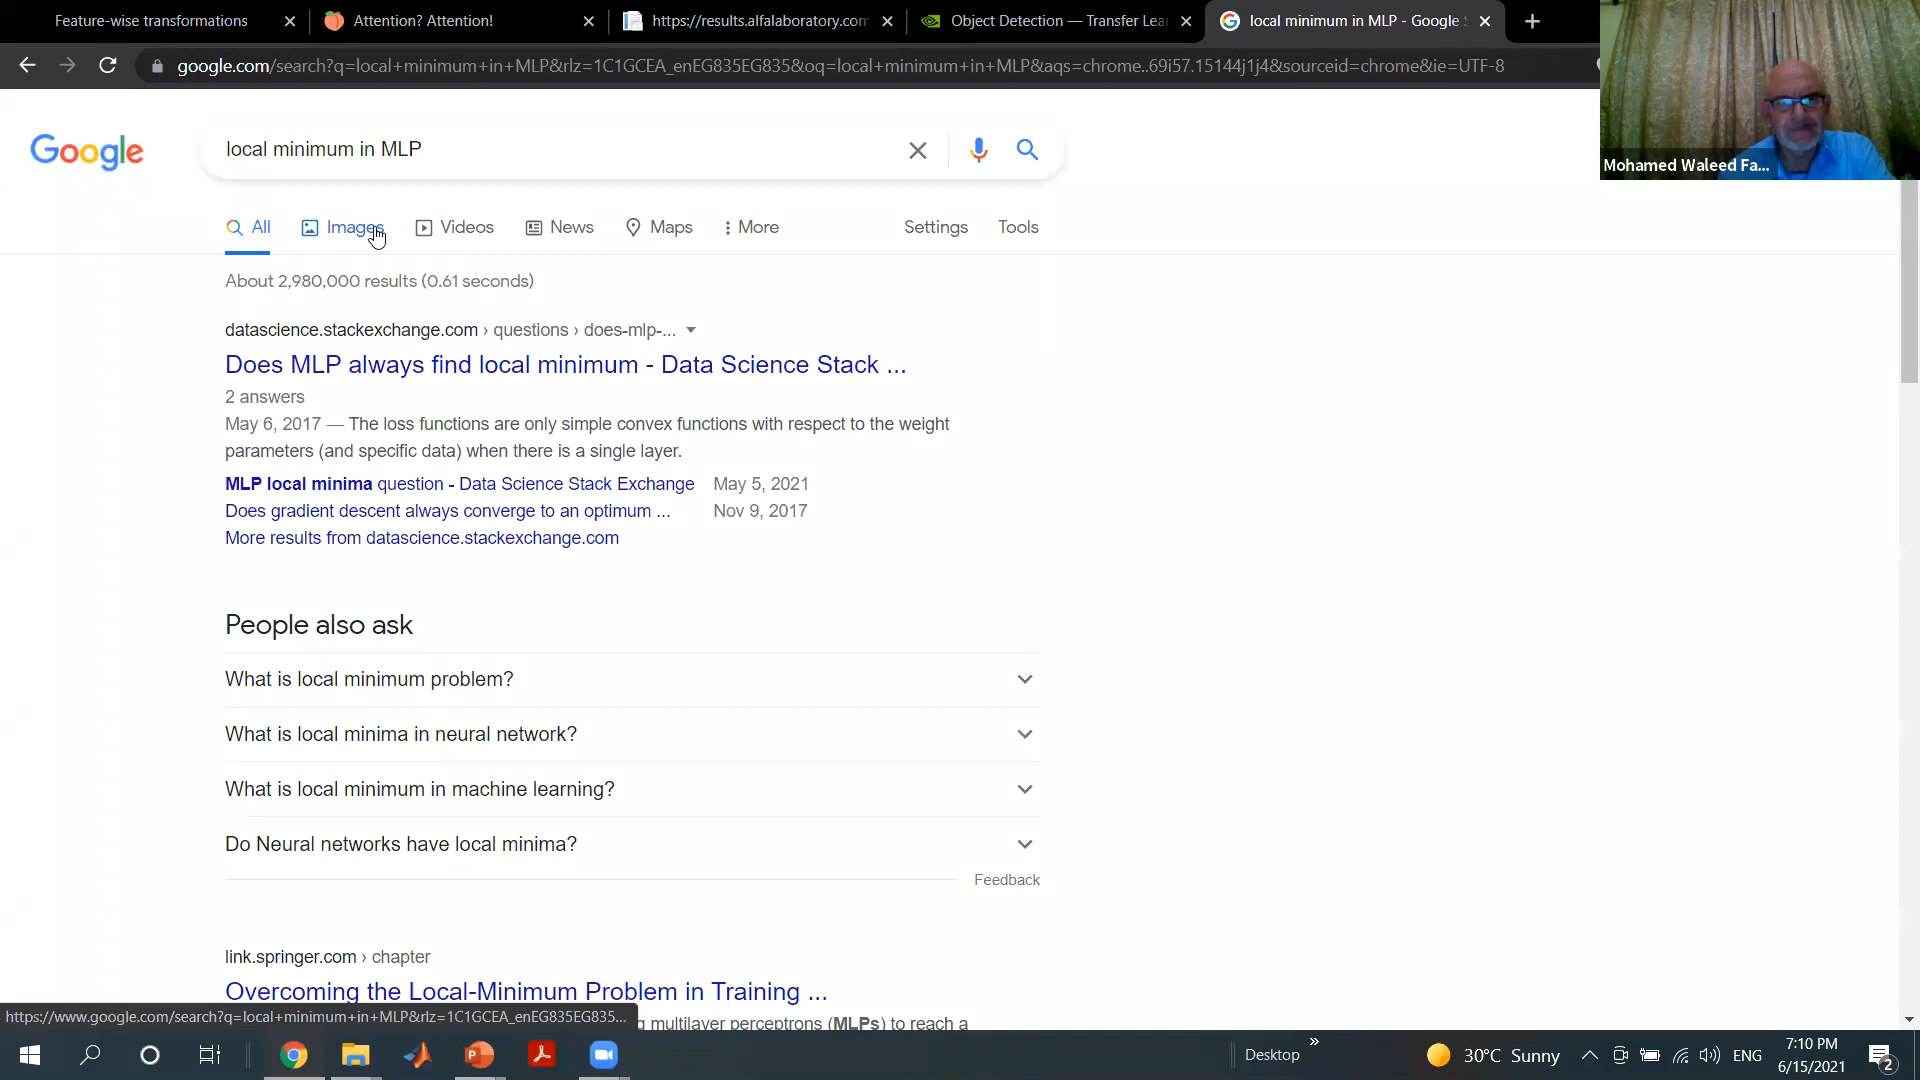 Feature-wise transformations
Attention? Attention!
https://results.alfalaboratory.com
Object Detection — Transfer Lea
local minimum in MLP - Google
google.com/search?q=local+minimum+in+MLP&rlz=1C1GCEA_enEG835EG835&oq=local+minimum+in+MLP&aqs=chrome..69i57.15144j1j4&sourceid=chrome&ie=UTF-8
Mohamed Waleed Fa...
Google
local minimum in MLP
All
Images
Videos
News
Maps
More
Settings
Tools
About 2,980,000 results (0.61 seconds)
datascience.stackexchange.com › questions › does-mlp-...
Does MLP always find local minimum - Data Science Stack ...
2 answers
May 6, 2017 — The loss functions are only simple convex functions with respect to the weight
parameters (and specific data) when there is a single layer.
MLP local minima question - Data Science Stack Exchange May 5, 2021
Does gradient descent always converge to an optimum ... Nov 9, 2017
More results from datascience.stackexchange.com
People also ask
What is local minimum problem?
What is local minima in neural network?
What is local minimum in machine learning?
Do Neural networks have local minima?
Feedback
link.springer.com › chapter
Overcoming the Local-Minimum Problem in Training ...
multilayer perceptrons (MLPs) to reach a
https://www.google.com/search?q=local+minimum+in+MLP&rlz=1C1GCEA_enEG835EG835...
Desktop
30°C Sunny
ENG
7:10 PM
6/15/2021
2